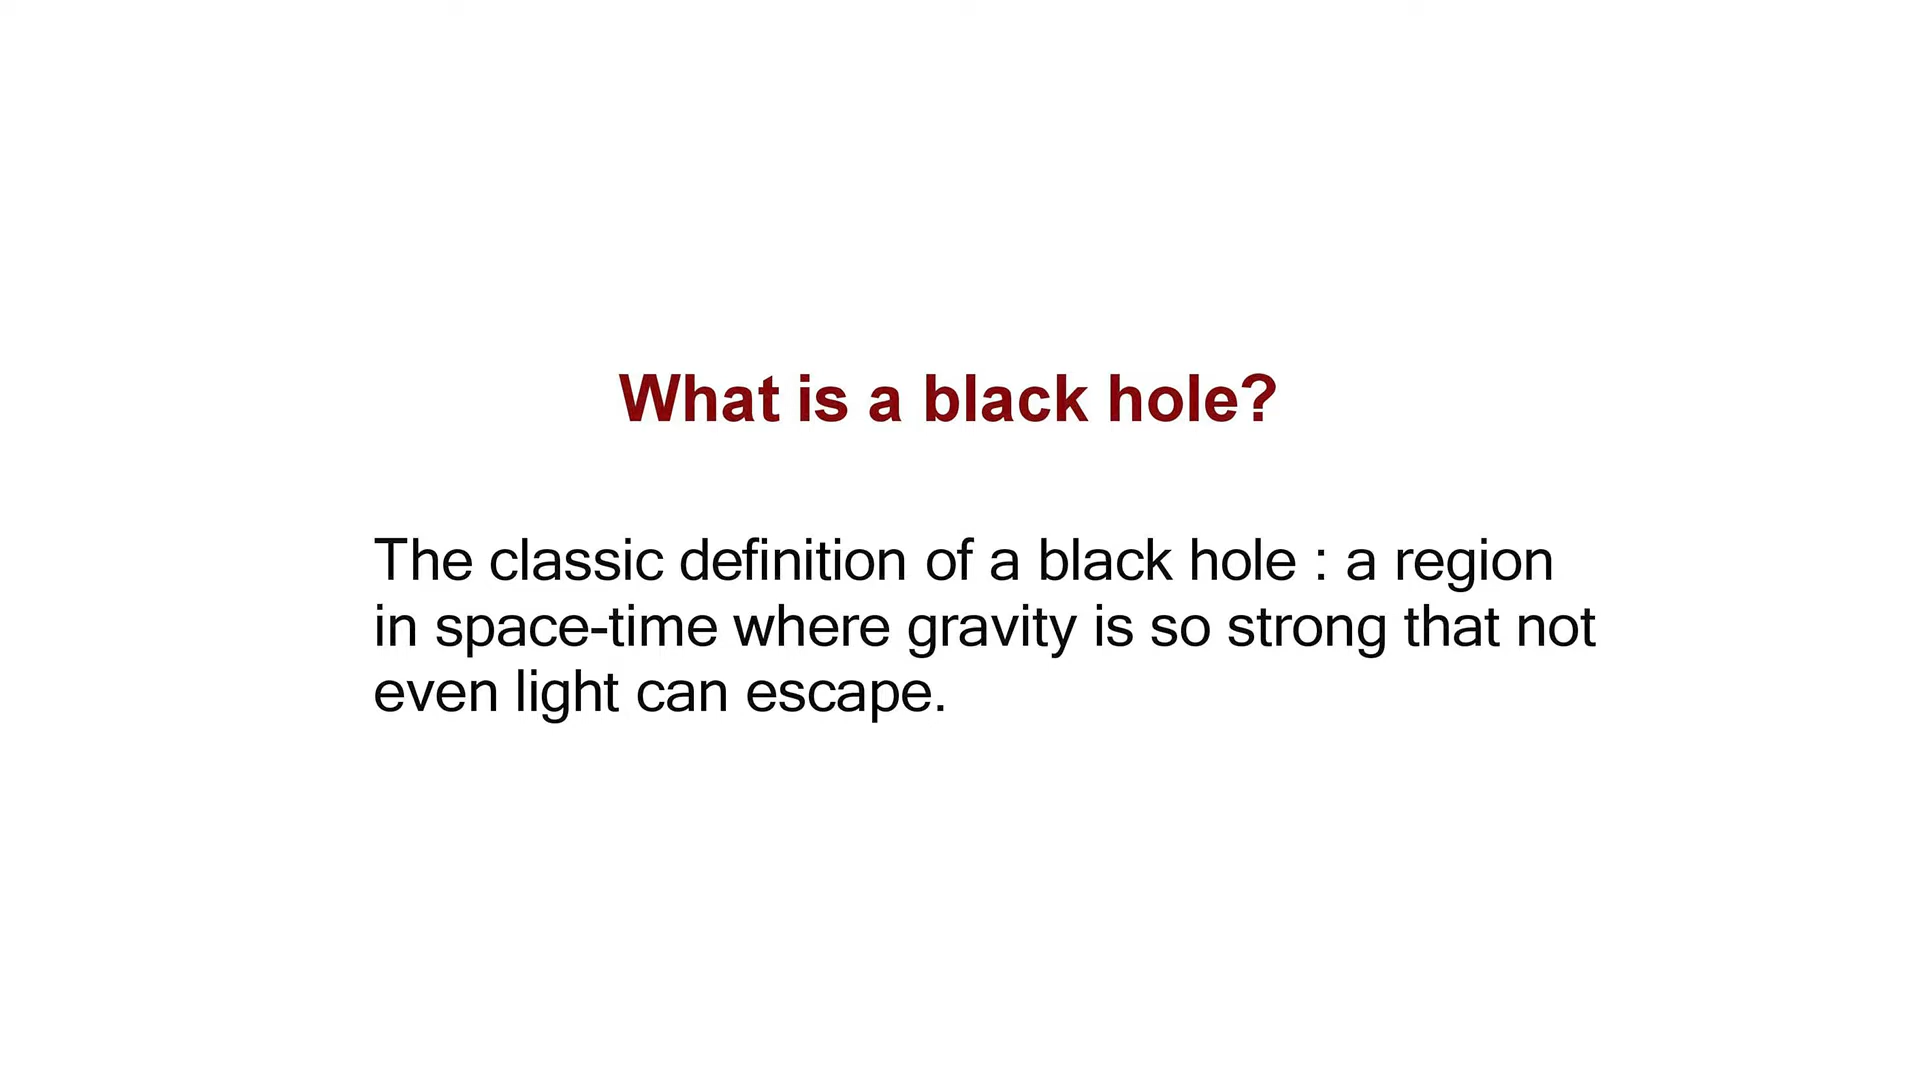 What is a black hole?
The classic definition of a black hole : a region
in space-time where gravity is so strong that not
even light can escape.